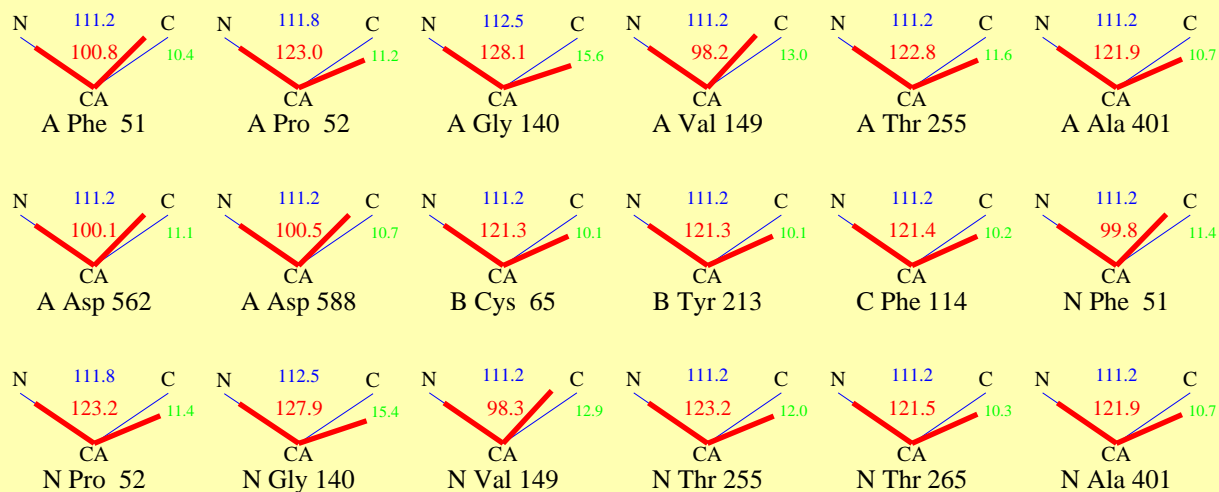 N 111.2 C N 111.8 C N 112.5 C N 111.2 C N 111.2 C N 111.2 C
100.8 10.4 123.0 11.2 128.1 15.6 98.2 13.0 122.8 11.6 121.9 10.7
CA CA CA CA CA CA
A Phe 51 A Pro 52 A Gly 140 A Val 149 A Thr 255 A Ala 401
N 111.2 C N 111.2 C N 111.2 C N 111.2 C N 111.2 C N 111.2 C
100.1 11.1 100.5 10.7 121.3 10.1 121.3 10.1 121.4 10.2 99.8 11.4
CA CA CA CA CA CA
A Asp 562 A Asp 588 B Cys 65 B Tyr 213 C Phe 114 N Phe 51
N 111.8 C N 112.5 C N 111.2 C N 111.2 C N 111.2 C N 111.2 C
123.2 11.4 127.9 15.4 98.3 12.9 123.2 12.0 121.5 10.3 121.9 10.7
CA CA CA CA CA CA
N Pro 52 N Gly 140 N Val 149 N Thr 255 N Thr 265 N Ala 401